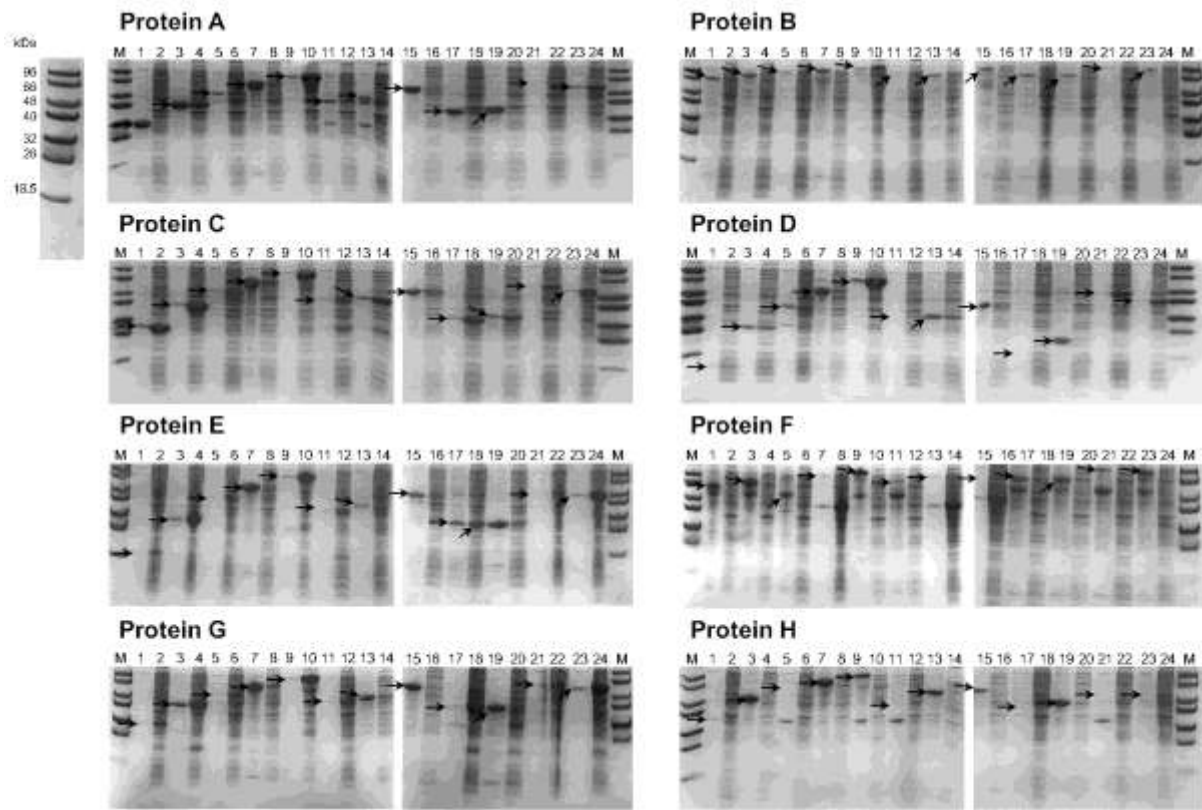 Protein A
Protein B
kDa
M 1 2 3 4 5 6 7 8 9 10 11 12 13 14 15 16 17 18 19 20 21 22 23 24 M
M 1 2 3 4 5 6 7 8 9 10 11 12 13 14 15 16 17 18 19 20 21 22 23 24 M
96
66
48
40
32
26
18.5
Protein C
Protein D
M 1 2 3 4 5 6 7 8 9 10 11 12 13 14 15 16 17 18 19 20 21 22 23 24 M
M 1 2 3 4 5 6 7 8 9 10 11 12 13 14 15 16 17 18 19 20 21 22 23 24 M
Protein E
Protein F
M 1 2 3 4 5 6 7 8 9 10 11 12 13 14 15 16 17 18 19 20 21 22 23 24 M
M 1 2 3 4 5 6 7 8 9 10 11 12 13 14 15 16 17 18 19 20 21 22 23 24 M
Protein G
Protein H
M 1 2 3 4 5 6 7 8 9 10 11 12 13 14 15 16 17 18 19 20 21 22 23 24 M
M 1 2 3 4 5 6 7 8 9 10 11 12 13 14 15 16 17 18 19 20 21 22 23 24 M